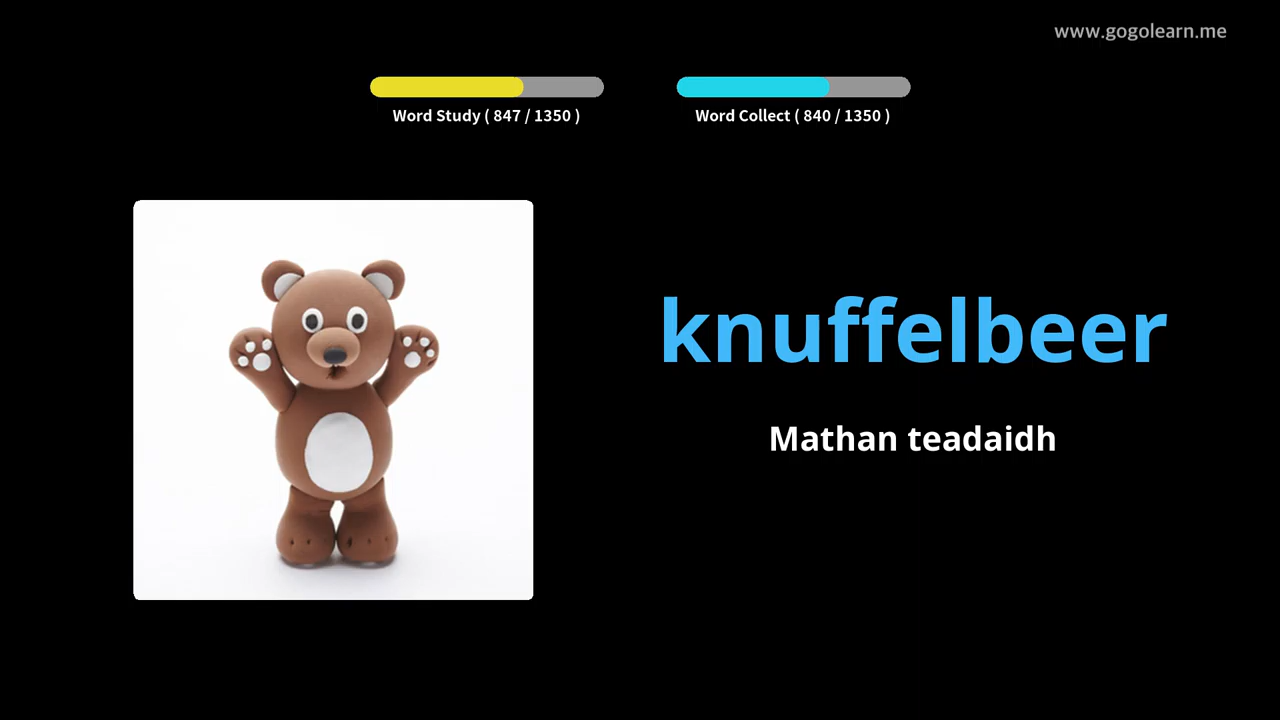 www.gogolearn.me
Word Study ( 847 / 1350 )
Word Collect ( 840 / 1350 )
knuffelbeer
Mathan teadaidh